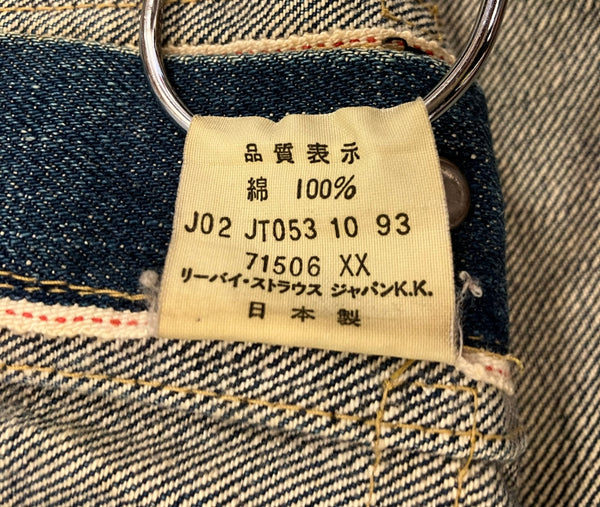 品質表示
綿 100%
J02 JT053 10 93
71506 XX
リーバイ・ストラウス ジャパンK.K.
日本製